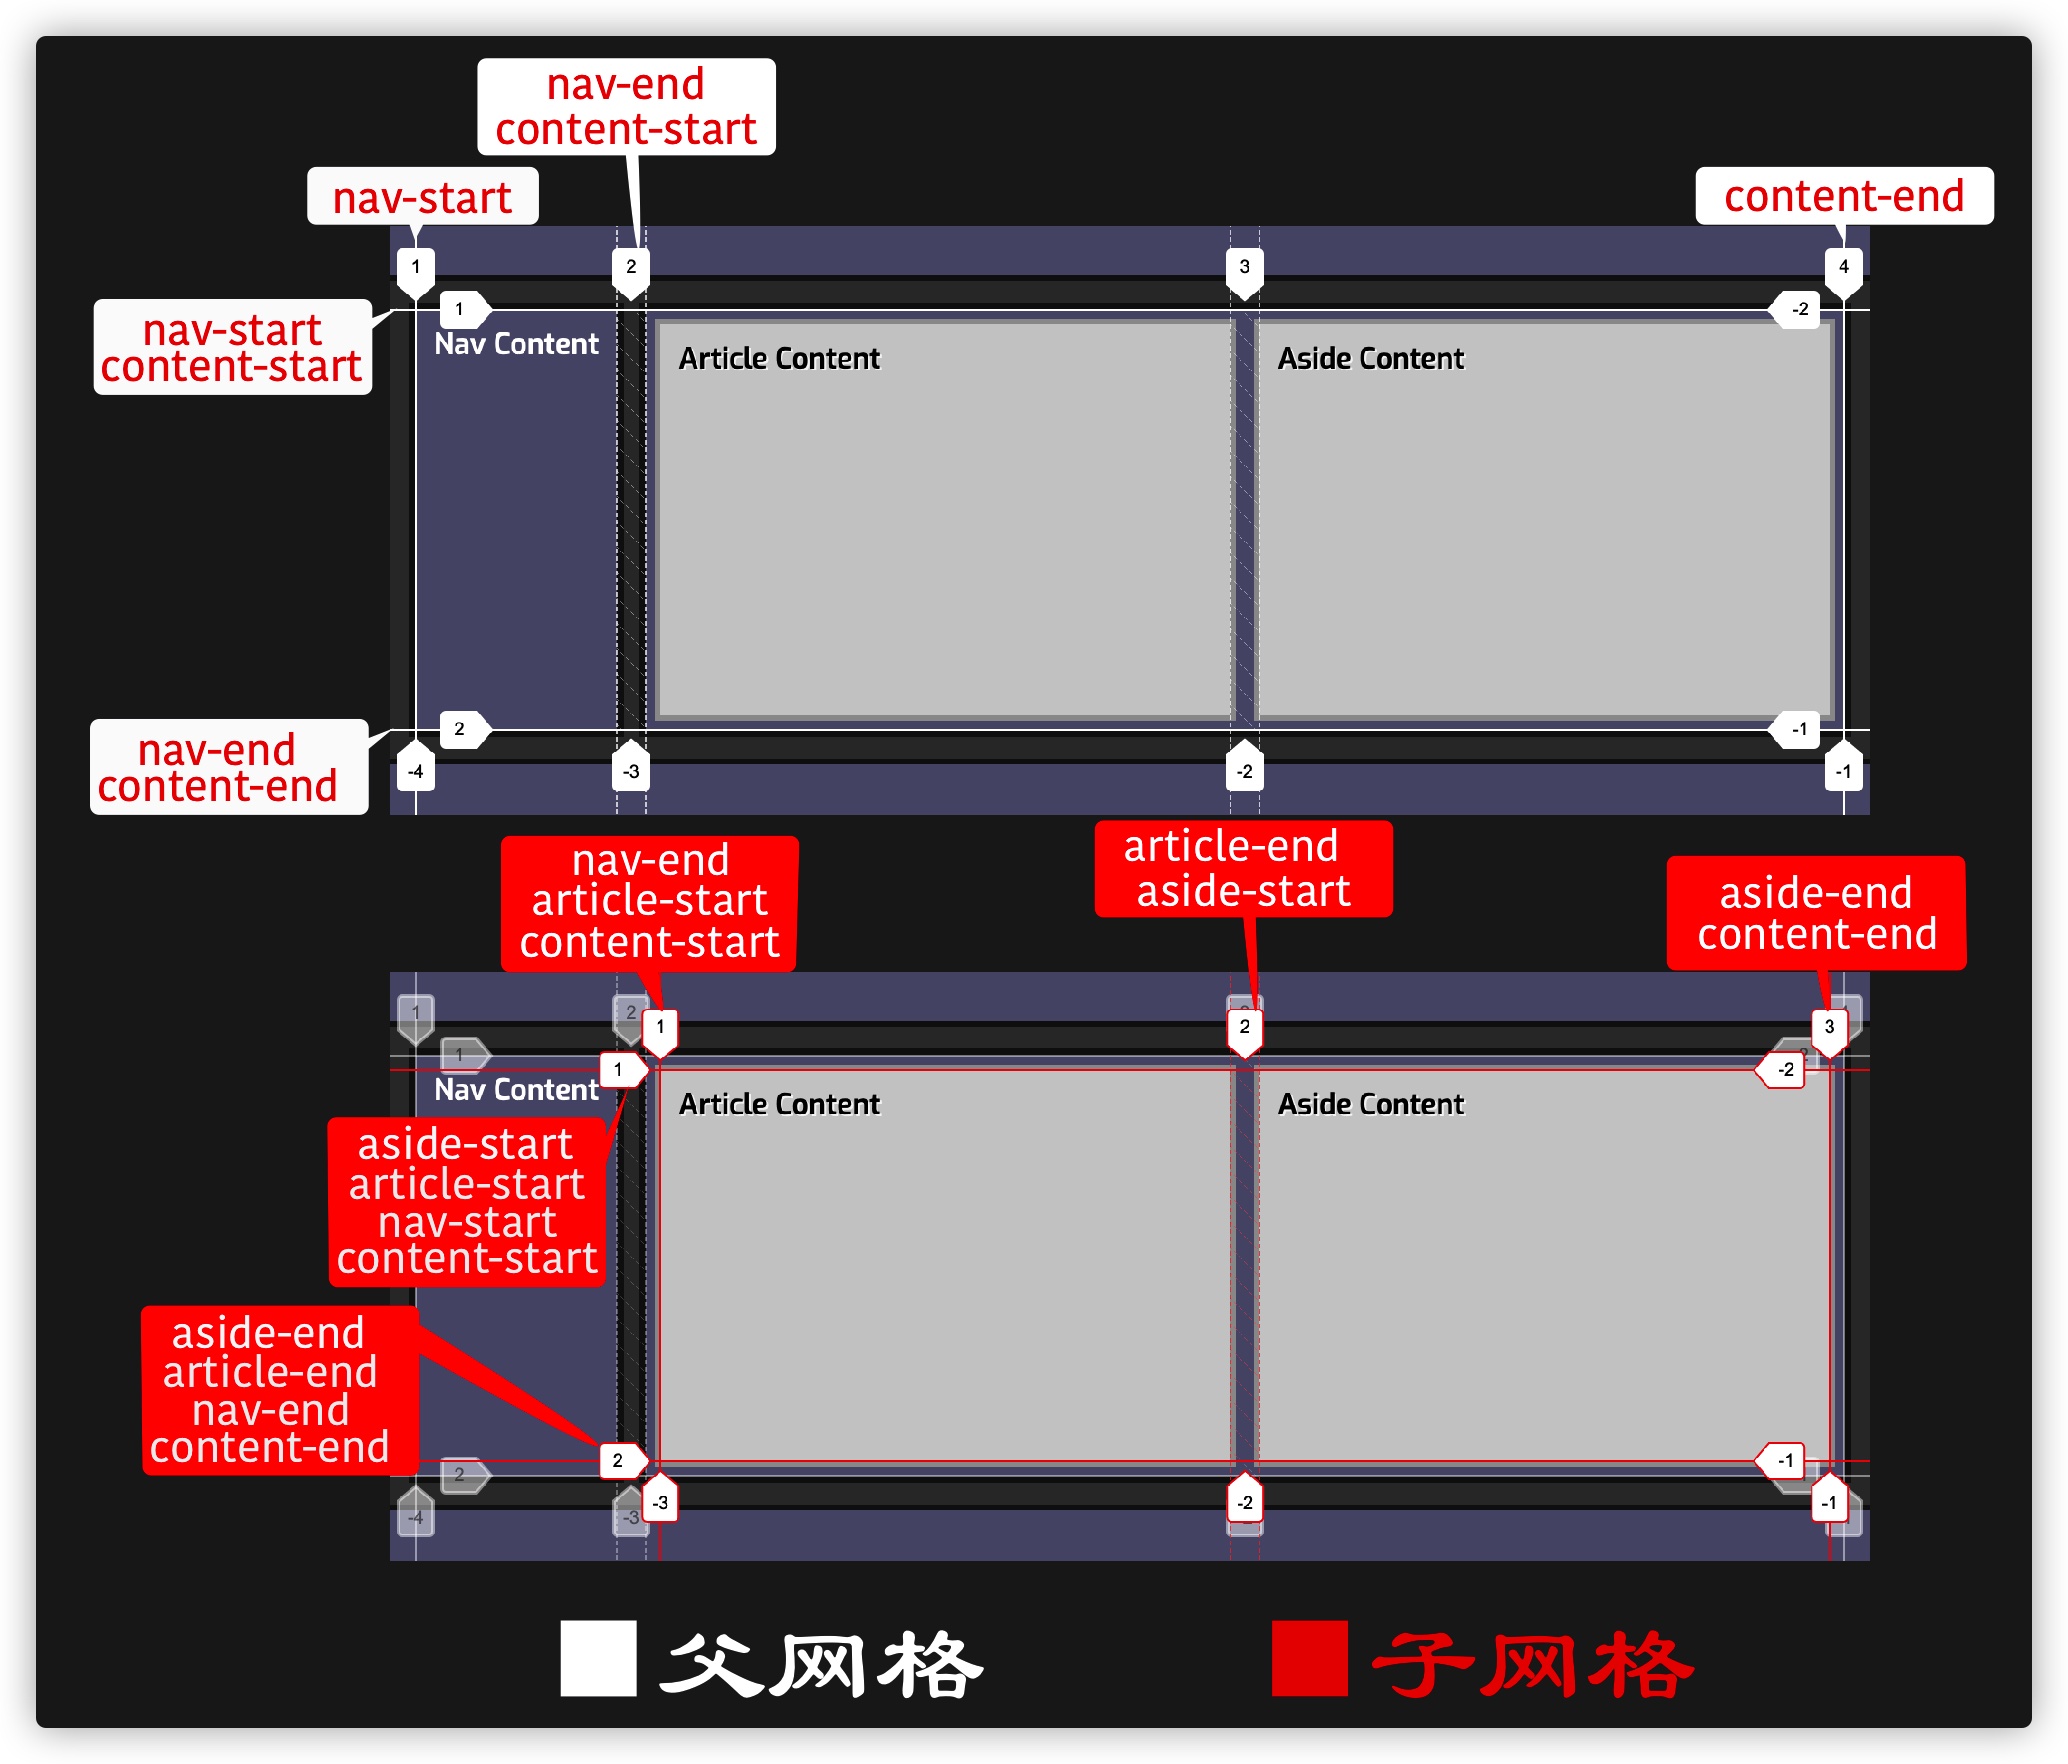 nav-end
content-start
nav-start
content-end
1
2
3
4
nav-start
content-start
1
-2
Nav Content
Article Content
Aside Content
nav-end
content-end
2
-1
-4
-3
-2
-1
nav-end
article-start
content-start
article-end
aside-start
aside-end
content-end
1
2
1
2
3
1
1
-2
Nav Content
Article Content
Aside Content
aside-start
article-start
nav-start
content-start
aside-end
article-end
nav-end
content-end
2
2
-1
-4
-3
-3
-2
-1
父网格
子网格